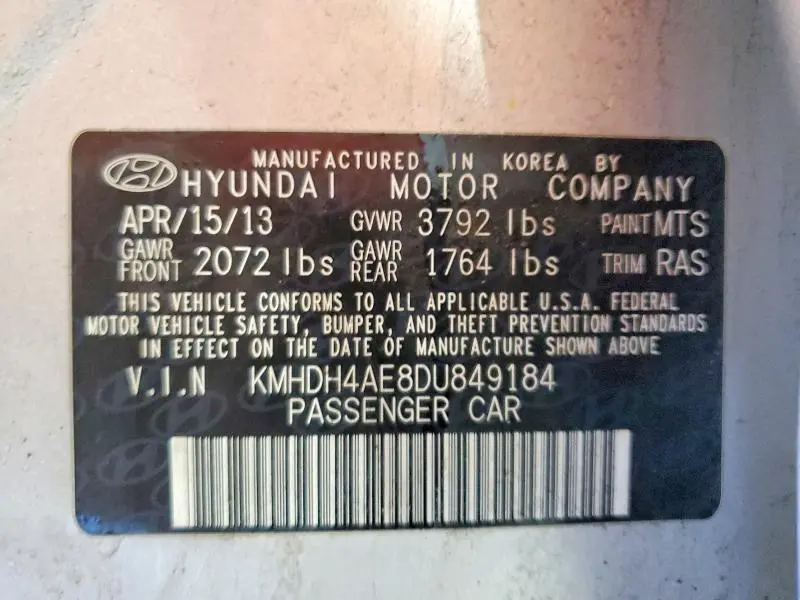 MANUFACTURED IN KOREA BY
HYUNDAI MOTOR COMPANY
APR/15/13 GVWR 3792 lbs PAINT MTS
GAWR FRONT 2072 lbs GAWR REAR 1764 lbs TRIM RAS
THIS VEHICLE CONFORMS TO ALL APPLICABLE U.S.A. FEDERAL
MOTOR VEHICLE SAFETY, BUMPER, AND THEFT PREVENTION STANDARDS
IN EFFECT ON THE DATE OF MANUFACTURE SHOWN ABOVE
V.I.N KMHDH4AE8DU849184
PASSENGER CAR